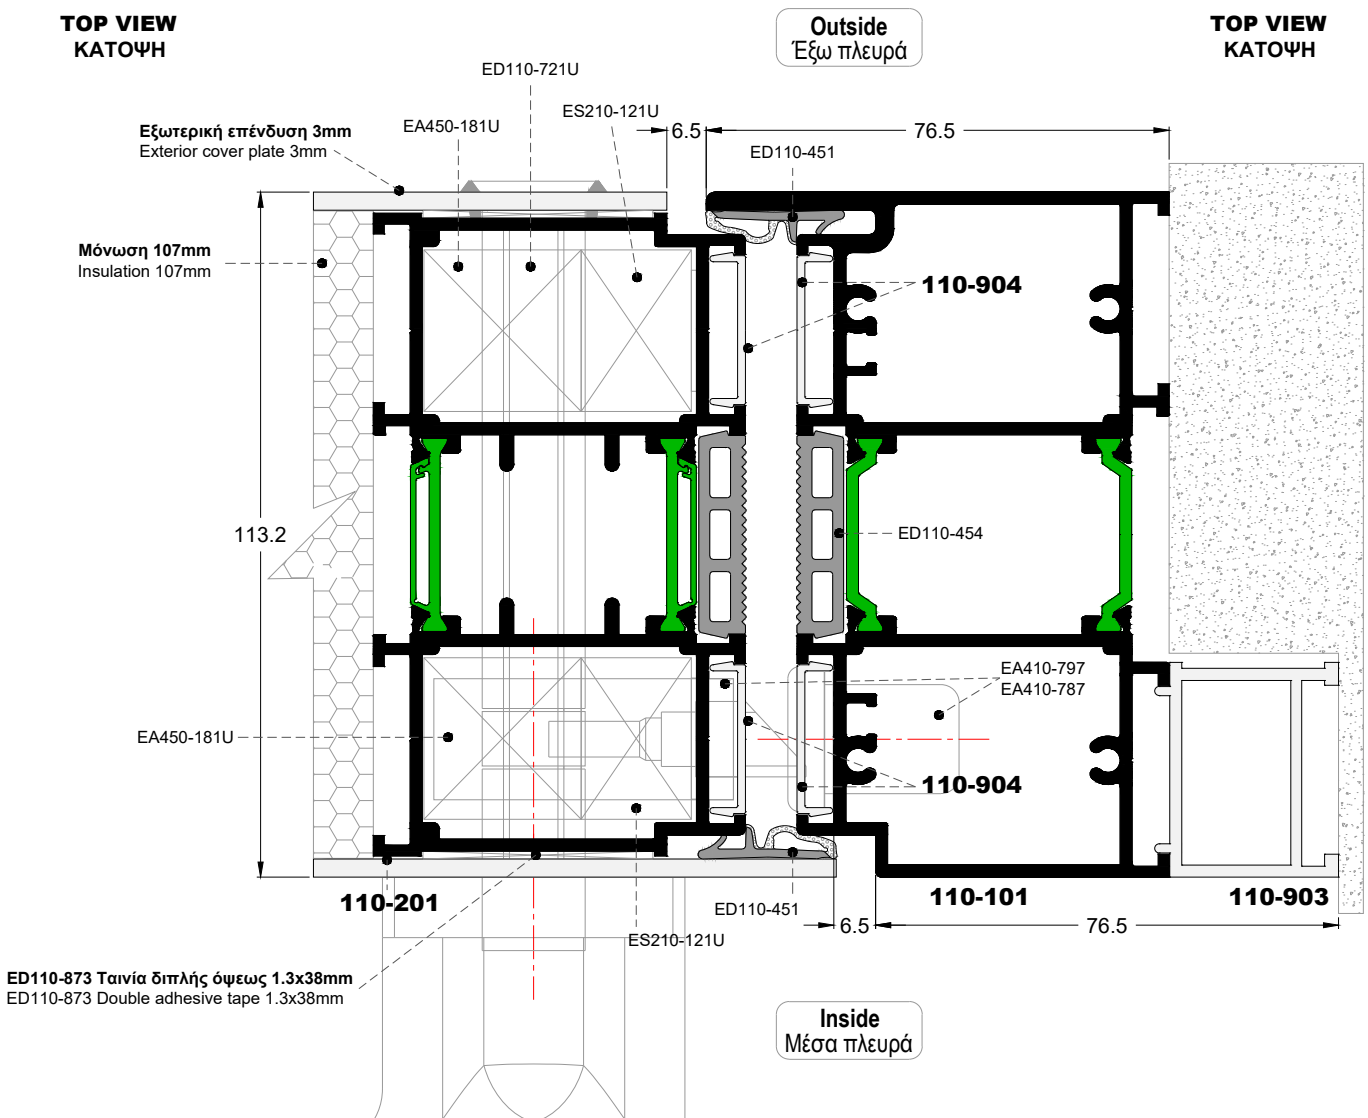 TOP VIEW
ΚΑΤΟΨΗ
Outside
Έξω πλευρά
TOP VIEW
ΚΑΤΟΨΗ
ED110-721U
EA450-181U
ES210-121U
6.5
76.5
ED110-451
Εξωτερική επένδυση 3mm
Exterior cover plate 3mm
Μόνωση 107mm
Insulation 107mm
110-904
113.2
ED110-454
EA410-797
EA410-787
EA450-181U
110-904
110-201
ED110-451
110-101
110-903
6.5
76.5
ES210-121U
ED110-873 Ταινία διπλής όψεως 1.3x38mm
ED110-873 Double adhesive tape 1.3x38mm
Inside
Μέσα πλευρά